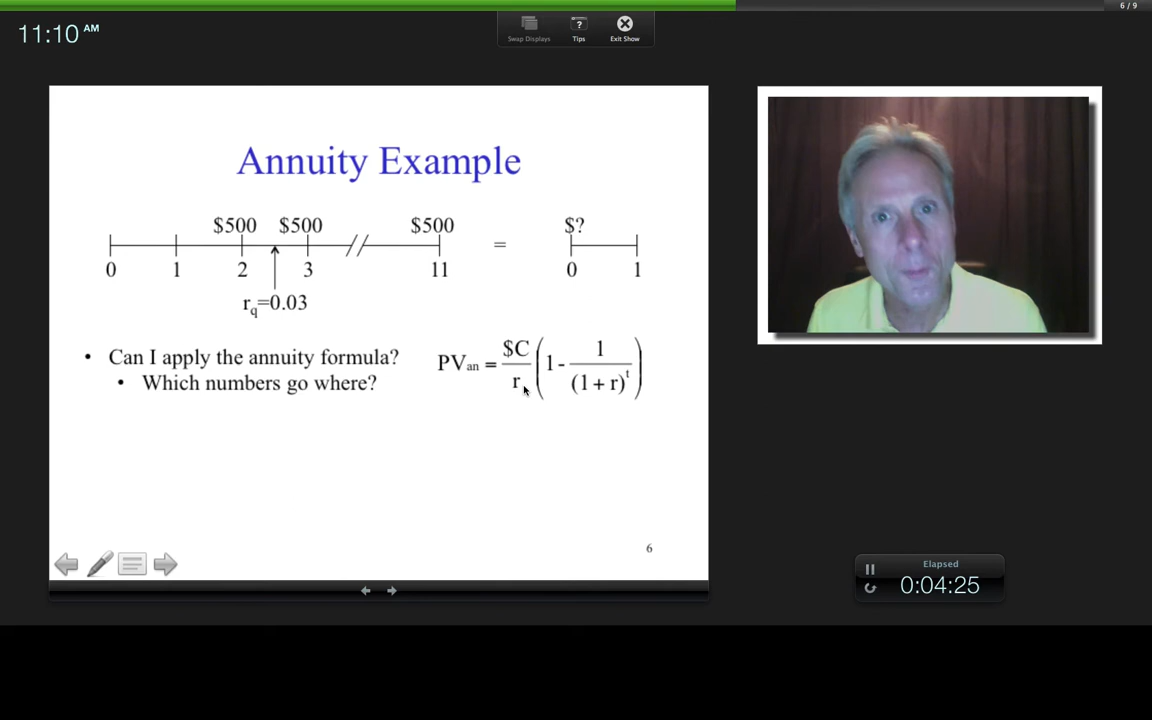 6 / 9
11:10 AM
Swap Displays
Tips
Exit Show
Annuity Example
$500 $500 $500 $?
0 1 2 3 11 = 0 1
rq=0.03
• Can I apply the annuity formula?
• Which numbers go where?
PVan = $C/r (1 - 1/(1 + r)^t)
6
Elapsed
0:04:25